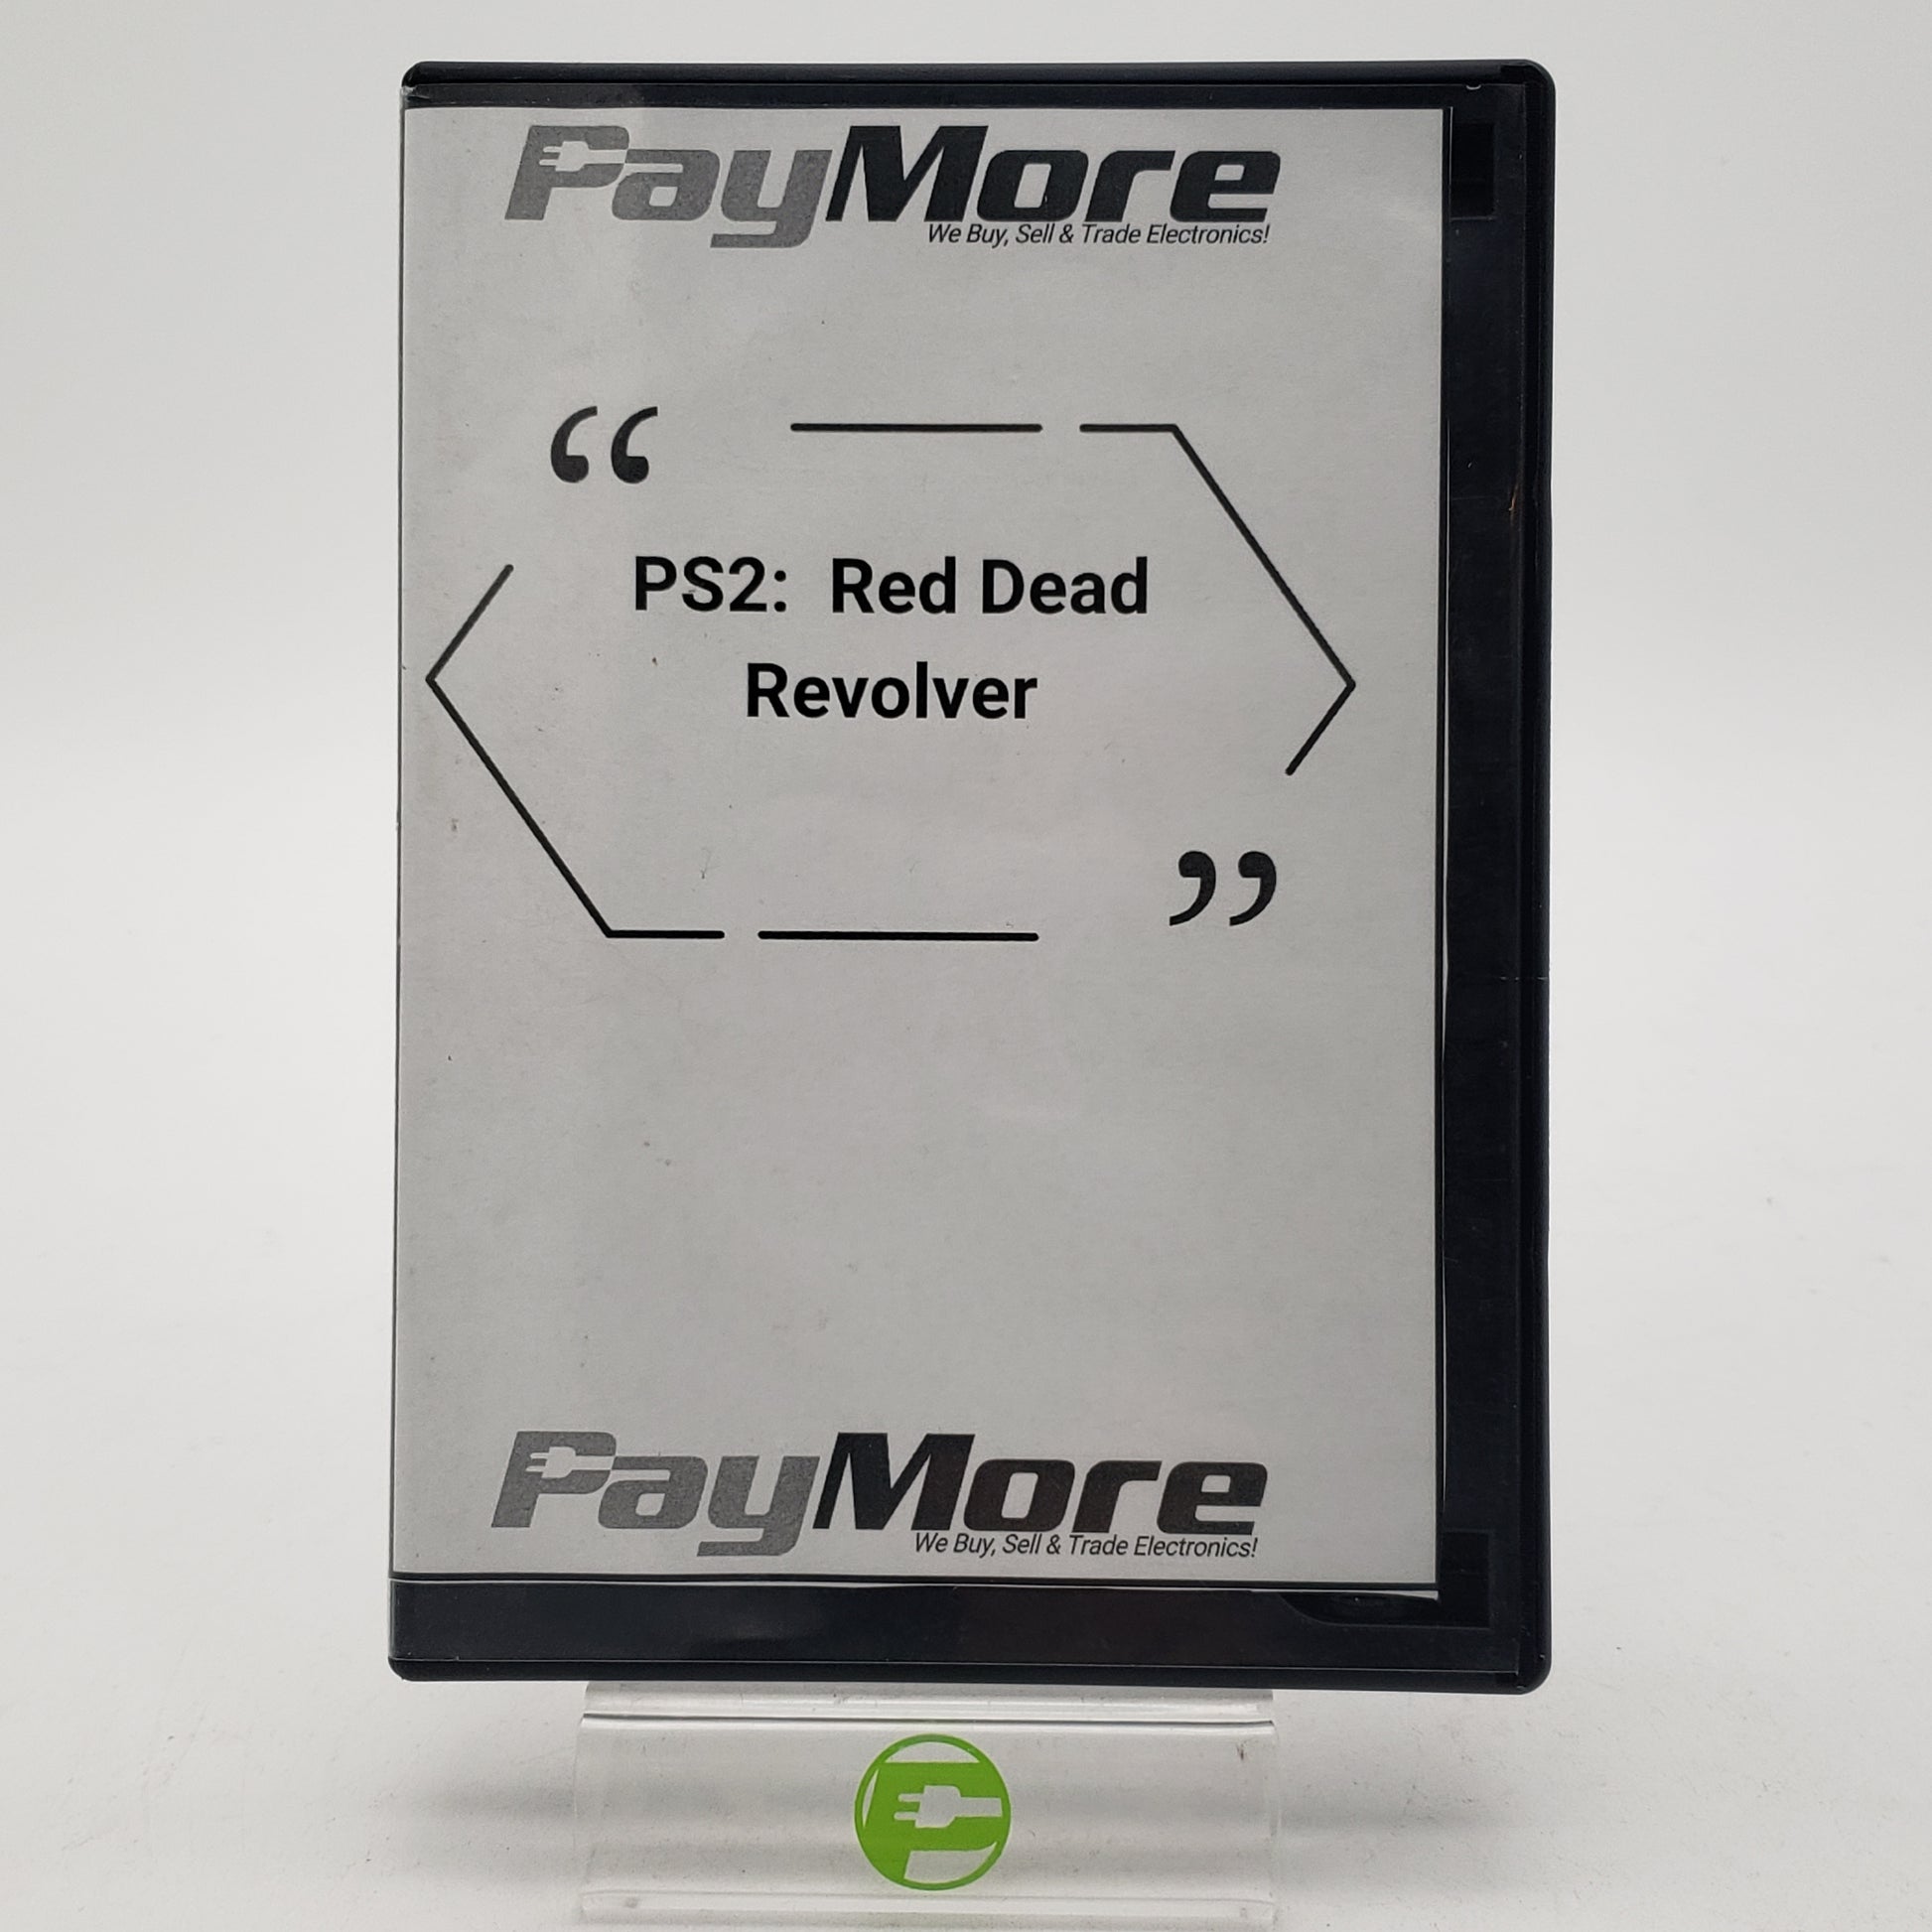 PayMore
We Buy, Sell & Trade Electronics!
“
PS2: Red Dead
Revolver
”
PayMore
We Buy, Sell & Trade Electronics!